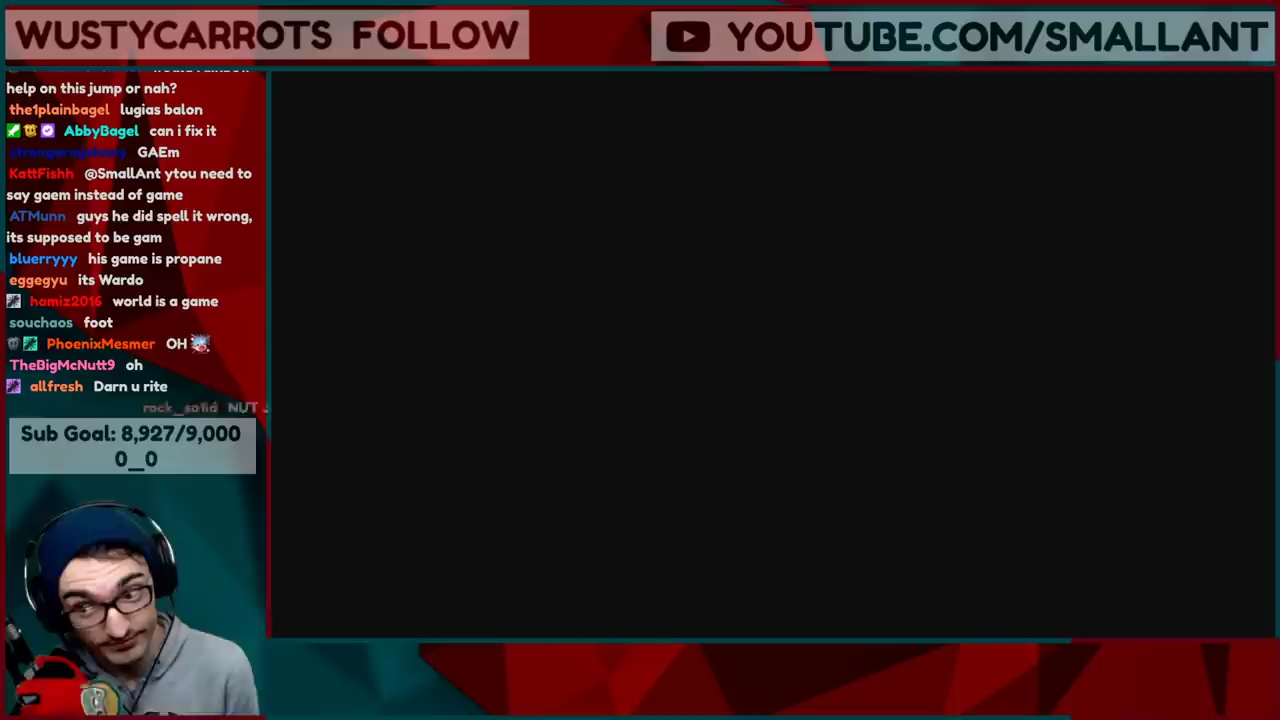 WUSTYCARROTS FOLLOW
YOUTUBE.COM/SMALLANT
help on this jump or nah?
the1plainbagel lugias balon
AbbyBagel can i fix it
strongarmjohnny GAEm
KattFishh @SmallAnt ytou need to
say gaem instead of game
ATMunn guys he did spell it wrong,
its supposed to be gam
bluerryyy his game is propane
eggegyu its Wardo
hamiz2016 world is a game
souchaos foot
PhoenixMesmer OH
TheBigMcNutt9 oh
allfresh Darn u rite
rock_so1id NUT
Sub Goal: 8,927/9,000
0_0